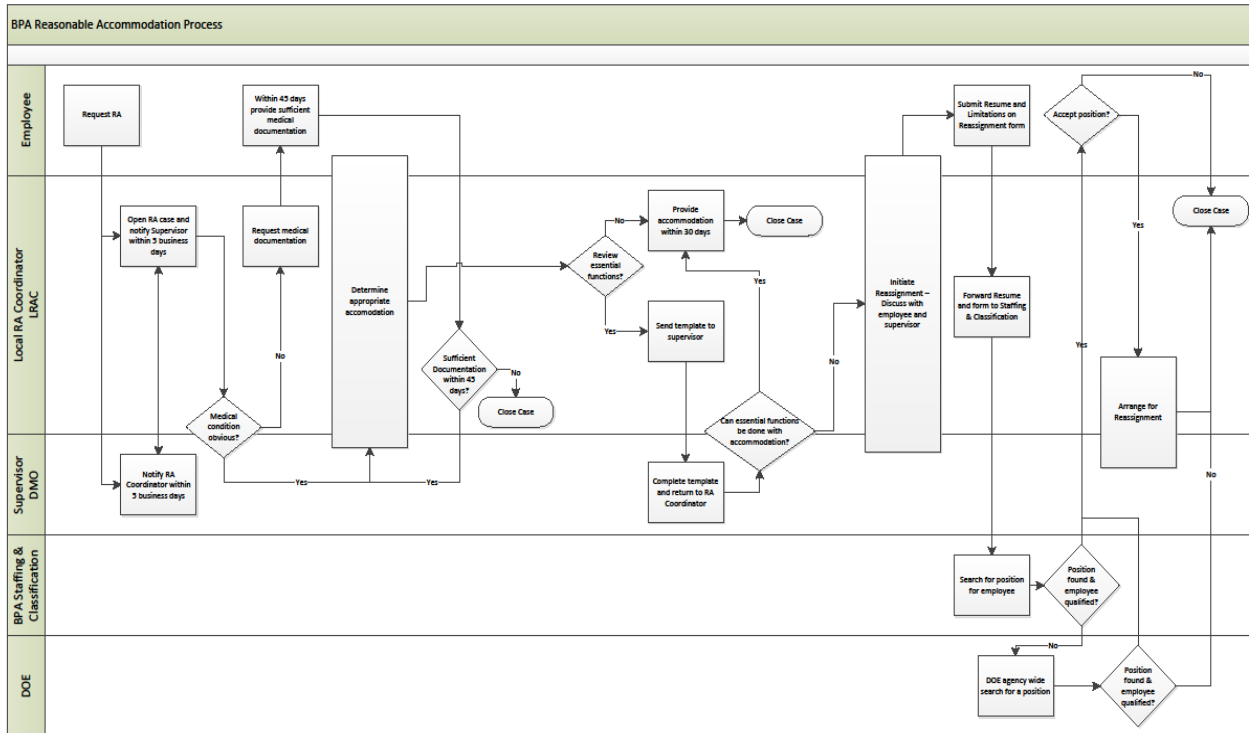 BPA Reasonable Accommodation Process
Employee
Request RA
Within 45 days
provide sufficient
medical
documentation
Submit Resume and
Limitations on
Reassignment form
Accept position?
No
Yes
Local RA Coordinator
LRAC
Open RA case and
notify Supervisor
within 5 business
days
Request medical
documentation
No
Medical
condition
obvious?
Determine
appropriate
accomodation
Sufficient
Documentation
within 45
days?
No
Close Case
Review
essential
functions?
No
Yes
Provide
accommodation
within 30 days
Close Case
Send template to
supervisor
Yes
Can essential functions
be done with
accommodation?
No
Initiate
Reassignment –
Discuss with
employee and
supervisor
Forward Resume
and form to Staffing
& Classification
Yes
Arrange for
Reassignment
Close Case
Supervisor
DMO
Notify RA
Coordinator within
5 business days
Yes
Yes
Complete template
and return to RA
Coordinator
No
BPA Staffing &
Classification
Search for position
for employee
Position
found &
employee
qualified?
No
DOE
DOE agency wide
search for a position
Position
found &
employee
qualified?